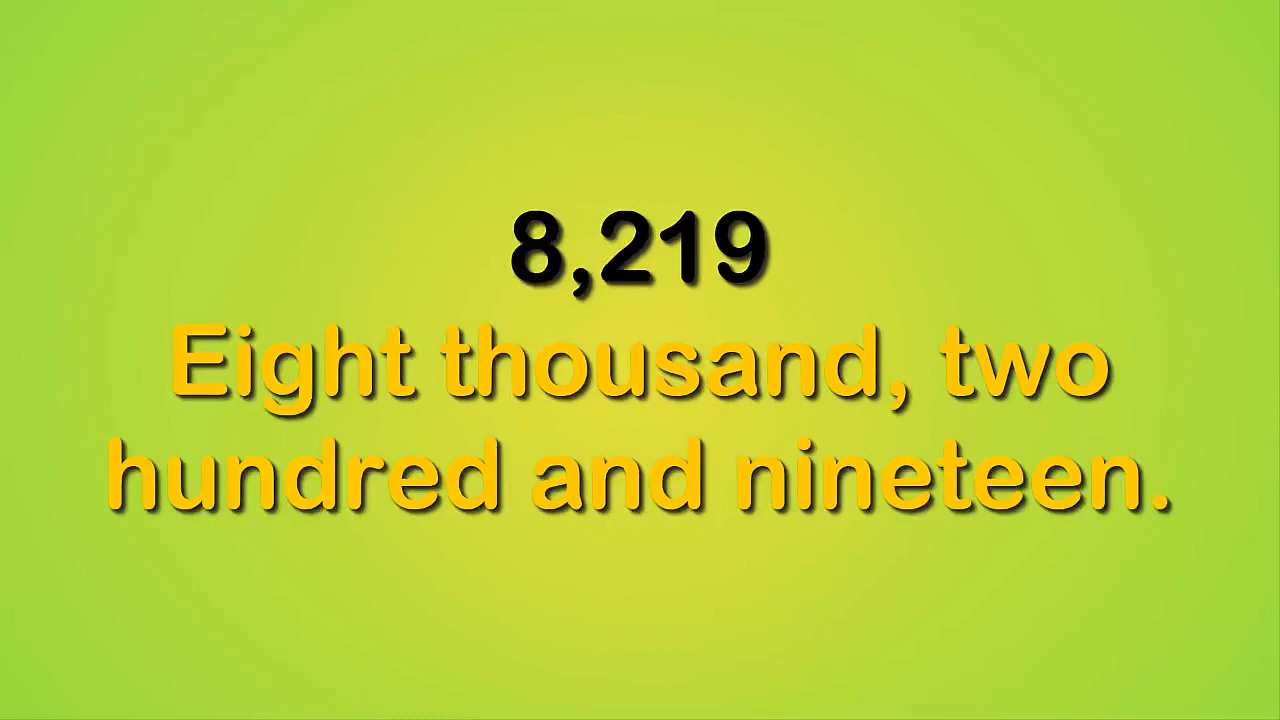 8,219
Eight thousand, two
hundred and nineteen.